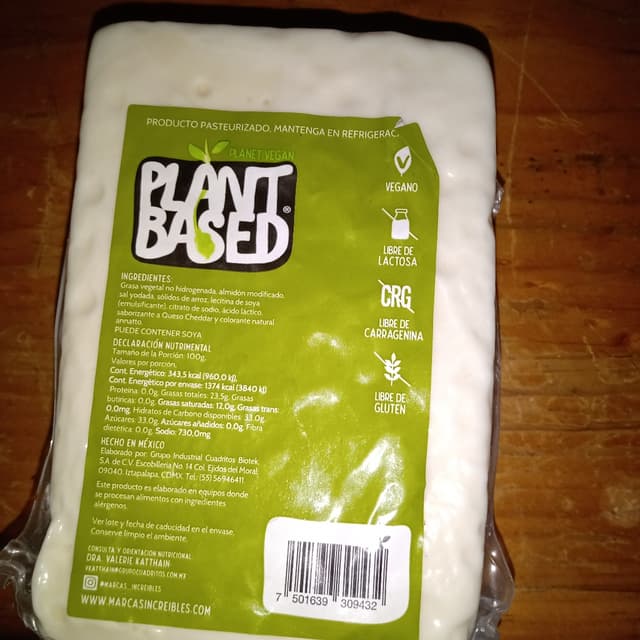 PRODUCTO PASTEURIZADO, MANTENGA EN REFRIGERAC
PLANET VEGAN
PLANT
BASED®
VEGANO
LIBRE DE
LACTOSA
CRG
LIBRE DE
CARRAGENINA
LIBRE DE
GLUTEN
INGREDIENTES:
Grasa vegetal no hidrogenada, almidón modificado,
sal yodada, sólidos de arroz, lecitina de soya
(emulsificante), citrato de sodio, ácido láctico,
saborizante a Queso Cheddar y colorante natural
annatto.
PUEDE CONTENER SOYA
DECLARACIÓN NUTRIMENTAL
Tamaño de la Porción: 100g,
Valores por porción,
Cont. Energético: 343,5 kcal (960,0 kJ),
Cont. Energético por envase: 1374 kcal (3840 kJ)
Proteína: 0,0g, Grasas totales: 23,5g, Grasas
butíricas: 0,0g, Grasas saturadas: 12,0g, Grasas trans:
0,0mg, Hidratos de Carbono disponibles: 33,0g,
Azúcares: 33,0g, Azúcares añadidos: 0,0g, Fibra
dietética: 0,0g, Sodio: 730,0mg
HECHO EN MÉXICO
Elaborado por: Grupo Industrial Cuadritos Biotek,
S.A. de C.V. Escobillería No. 14 Col. Ejidos del Moral,
09040, Iztapalapa, CDMX. Tel.: (55) 56946411
Este producto es elaborado en equipos donde
se procesan alimentos con ingredientes
alérgenos.
Ver lote y fecha de caducidad en el envase.
Conserve limpio el ambiente.
CONSULTA Y ORIENTACIÓN NUTRICIONAL:
DRA. VALERIE KATTHAIN
VKATTHAIN@GRUPOCUADRITOS.COM.MX
#MARCAS_INCREIBLES
WWW.MARCASINCREIBLES.COM
7 501639 309432